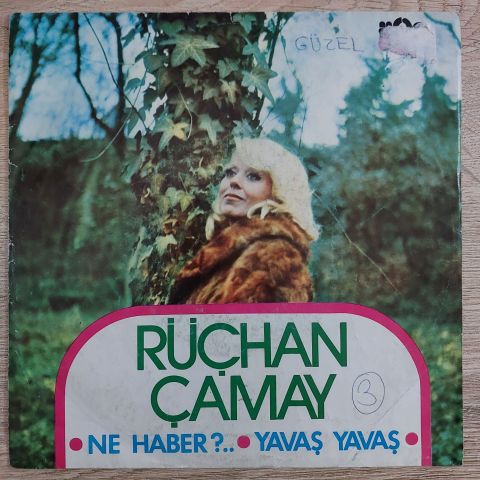 GÜZEL
RÜÇHAN
ÇAMAY
3
• NE HABER?.. • YAVAŞ YAVAŞ •